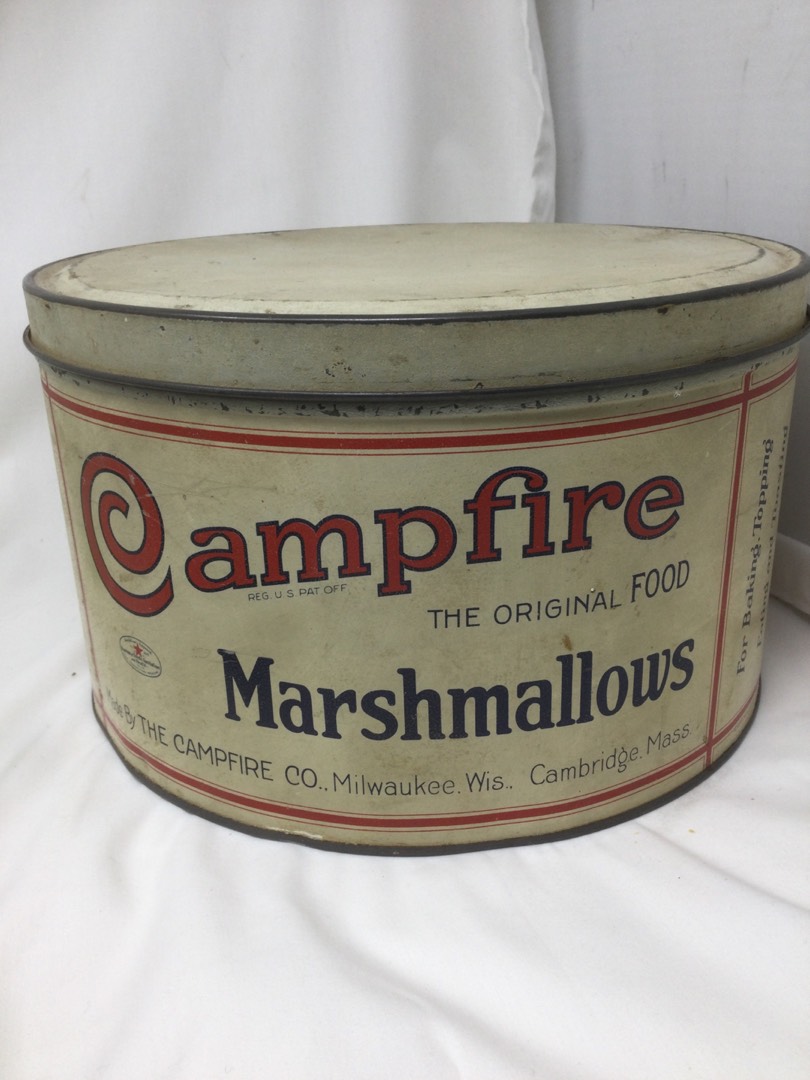 Campfire
REG. U S PAT OFF.
THE ORIGINAL FOOD
Marshmallows
Made By THE CAMPFIRE CO., Milwaukee. Wis., Cambridge. Mass
For Baking. Topping